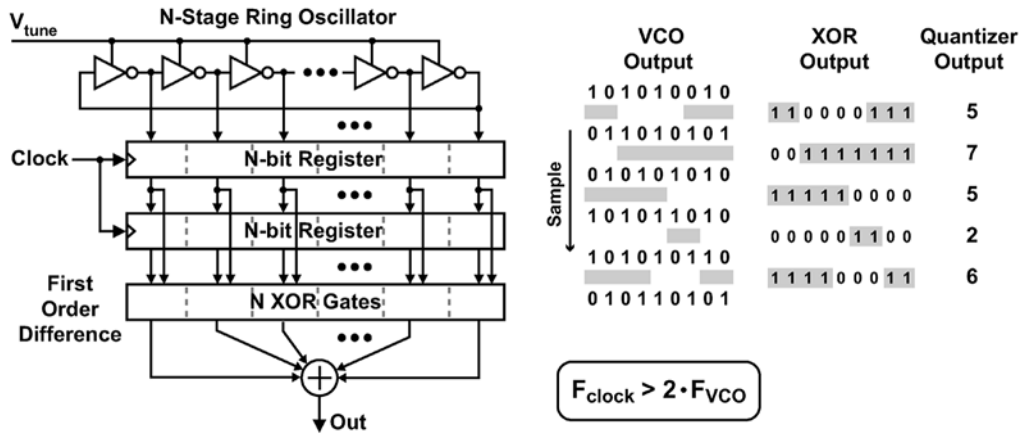 N-Stage Ring Oscillator
V_tune
Clock
N-bit Register
N-bit Register
First
Order
Difference
N XOR Gates
Out
VCO
Output
XOR
Output
Quantizer
Output
Sample
1 0 1 0 1 0 0 1 0
1 1 0 0 0 0 1 1 1 5
0 1 1 0 1 0 1 0 1
0 0 1 1 1 1 1 1 1 7
0 1 0 1 0 1 0 1 0
1 1 1 1 1 0 0 0 0 5
1 0 1 0 1 1 0 1 0
0 0 0 0 0 1 1 0 0 2
1 0 1 0 1 0 1 1 0
1 1 1 1 0 0 0 1 1 6
0 1 0 1 1 0 1 0 1
F_clock > 2 · F_VCO